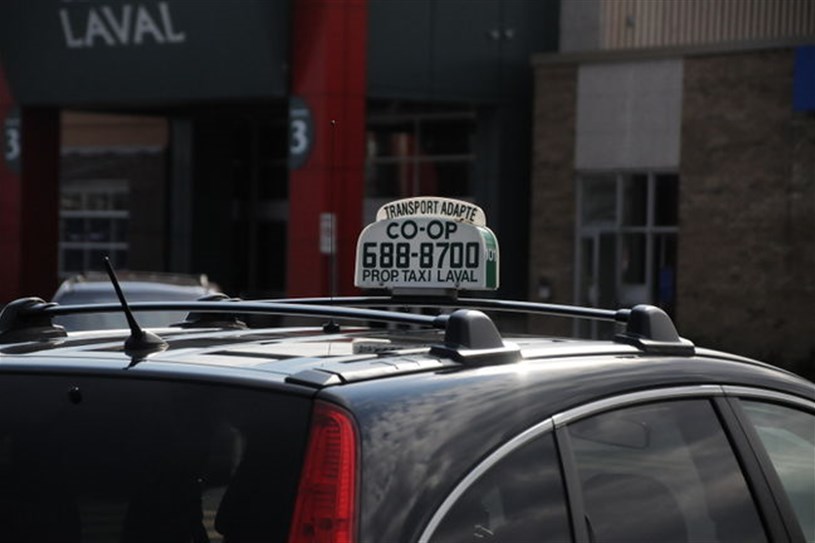 LAVAL
3
3
TRANSPORT ADAPTE
CO-OP
688-8700
PROP. TAXI LAVAL